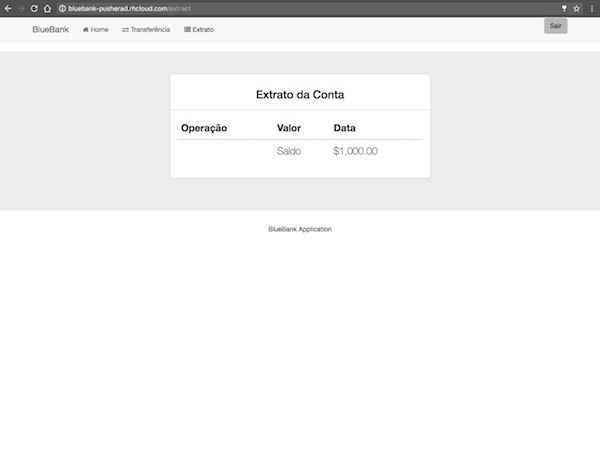 bluebank-pusherad.rhcloud.com/extract
BlueBank Home Transferência Extrato Sair
Extrato da Conta
Operação Valor Data
Saldo $1,000.00
BlueBank Application